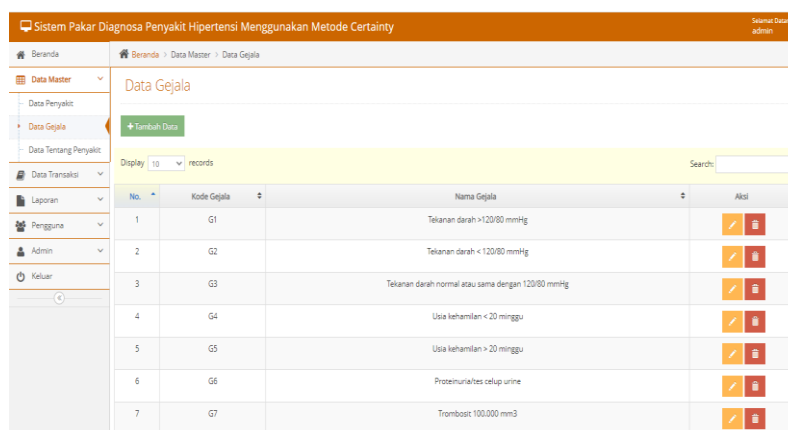 Sistem Pakar Diagnosa Penyakit Hipertensi Menggunakan Metode Certainty
Selamat Datang
admin
Beranda
Beranda > Data Master > Data Gejala
Data Master
Data Penyakit
Data Gejala
Data Tentang Penyakit
Data Transaksi
Laporan
Pengguna
Admin
Keluar
Data Gejala
+Tambah Data
Display 10 records
Search:
No. Kode Gejala Nama Gejala Aksi
1 G1 Tekanan darah >120/80 mmHg
2 G2 Tekanan darah < 120/80 mmHg
3 G3 Tekanan darah normal atau sama dengan 120/80 mmHg
4 G4 Usia kehamilan < 20 minggu
5 G5 Usia kehamilan > 20 minggu
6 G6 Proteinuria/tes celup urine
7 G7 Trombosit 100.000 mm3